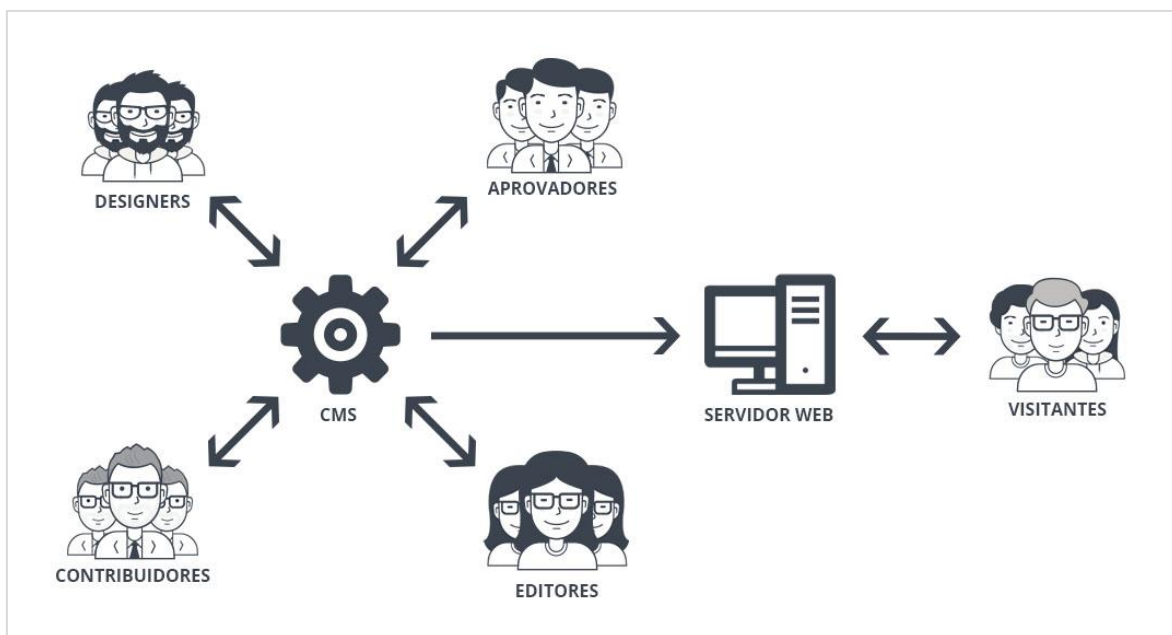 DESIGNERS
APROVADORES
CMS
SERVIDOR WEB
VISITANTES
CONTRIBUIDORES
EDITORES